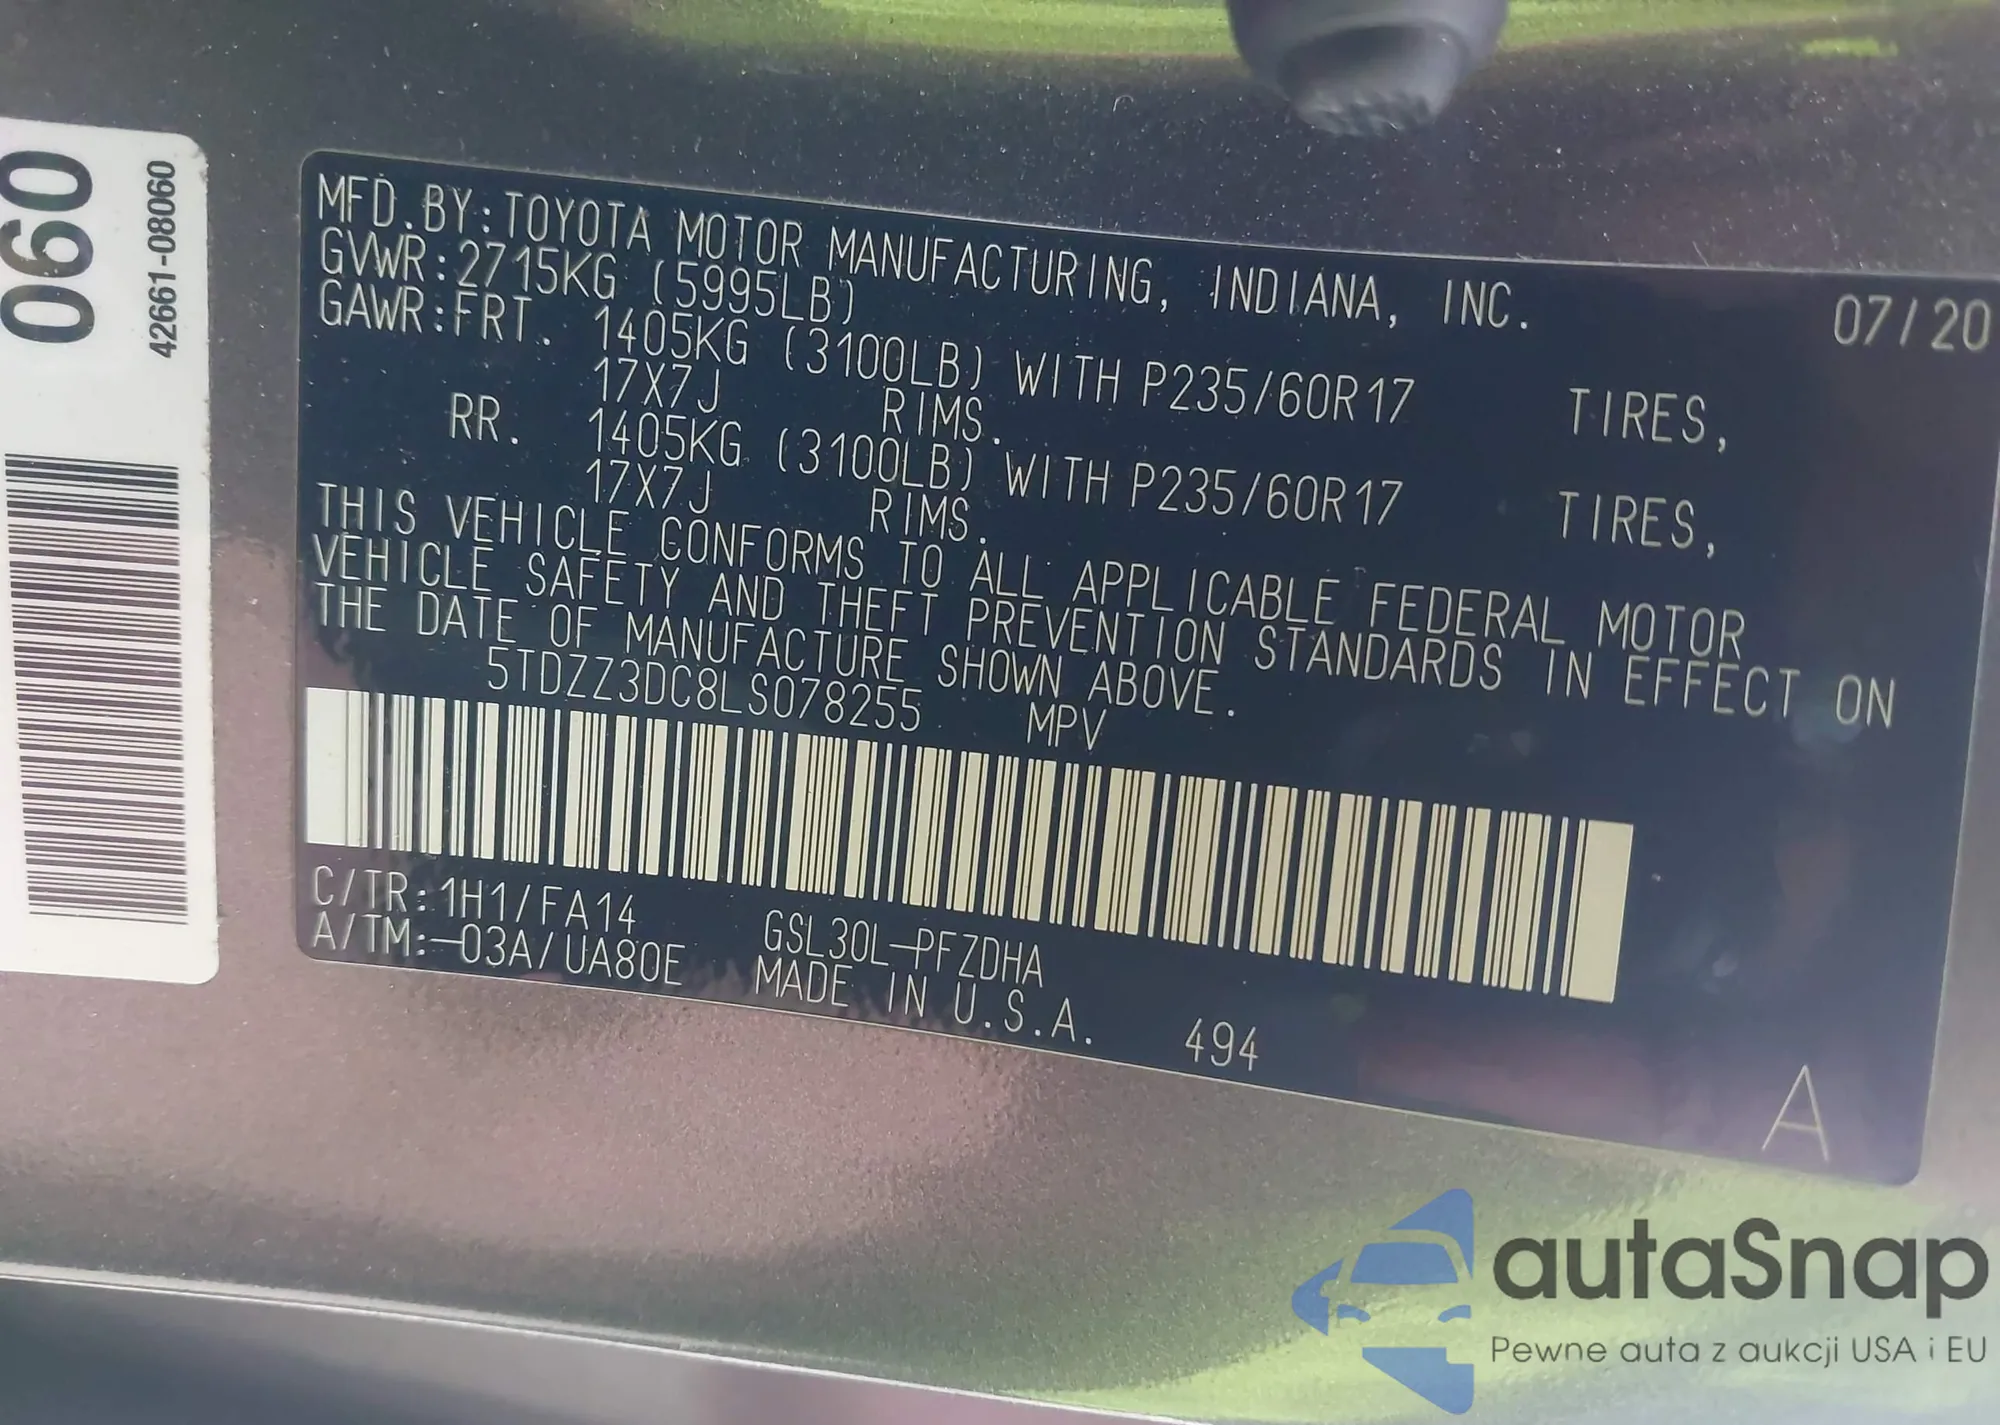 060
42661-08060
MFD.BY:TOYOTA MOTOR MANUFACTURING, INDIANA, INC. 07/20
GVWR:2715KG (5995LB)
GAWR:FRT. 1405KG (3100LB) WITH P235/60R17 TIRES,
17X7J RIMS.
RR. 1405KG (3100LB) WITH P235/60R17 TIRES,
17X7J RIMS.
THIS VEHICLE CONFORMS TO ALL APPLICABLE FEDERAL MOTOR
VEHICLE SAFETY AND THEFT PREVENTION STANDARDS IN EFFECT ON
THE DATE OF MANUFACTURE SHOWN ABOVE.
5TDZZ3DC8LS078255 MPV
C/TR:1H1/FA14 GSL30L-PFZDHA
A/TM:-03A/UA80E MADE IN U.S.A. 494
A
autaSnap
Pewne auta z aukcji USA i EU